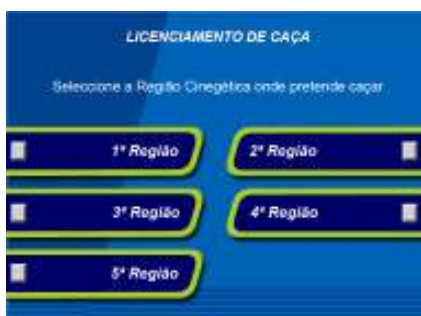 LICENCIAMENTO DE CAÇA
Seleccione a Região Cinegética onde pretende caçar
1ª Região
2ª Região
3ª Região
4ª Região
5ª Região